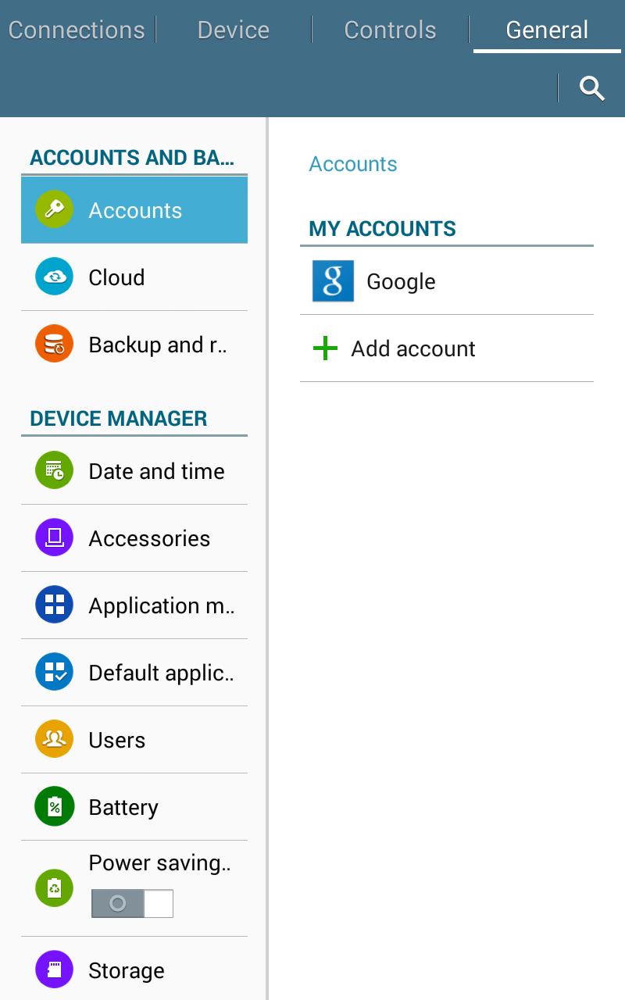 Connections
Device
Controls
General
ACCOUNTS AND BA...
Accounts
Cloud
Backup and r..
DEVICE MANAGER
Date and time
Accessories
Application m..
Default applic..
Users
Battery
Power saving..
Storage
Accounts
MY ACCOUNTS
Google
Add account